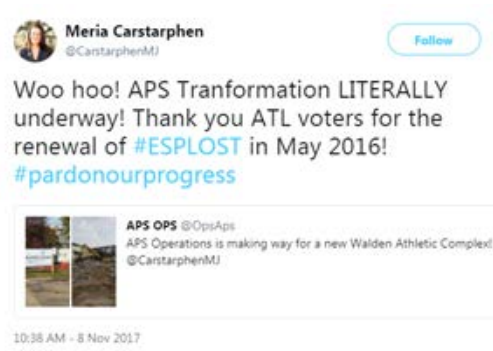 Meria Carstarphen
@CarstarphenMJ
Follow
Woo hoo! APS Tranformation LITERALLY
underway! Thank you ATL voters for the
renewal of #ESPLOST in May 2016!
#pardonourprogress
APS OPS @OpsAps
APS Operations is making way for a new Walden Athletic Complex!
@CarstarphenMJ
10:38 AM - 8 Nov 2017